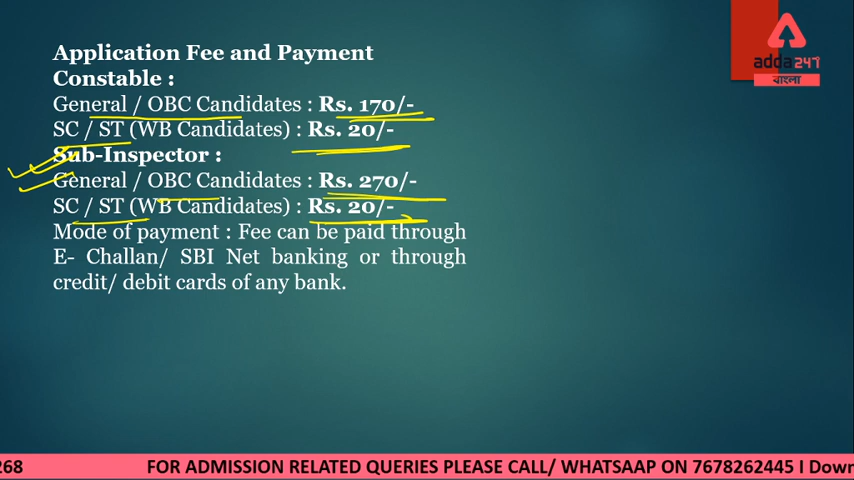 Application Fee and Payment
Constable :
General / OBC Candidates : Rs. 170/-
SC / ST (WB Candidates) : Rs. 20/-
Sub-Inspector :
General / OBC Candidates : Rs. 270/-
SC / ST (WB Candidates) : Rs. 20/-
Mode of payment : Fee can be paid through
E- Challan/ SBI Net banking or through
credit/ debit cards of any bank.
adda247
বাংলা
268 FOR ADMISSION RELATED QUERIES PLEASE CALL/ WHATSAAP ON 7678262445 I Dowr